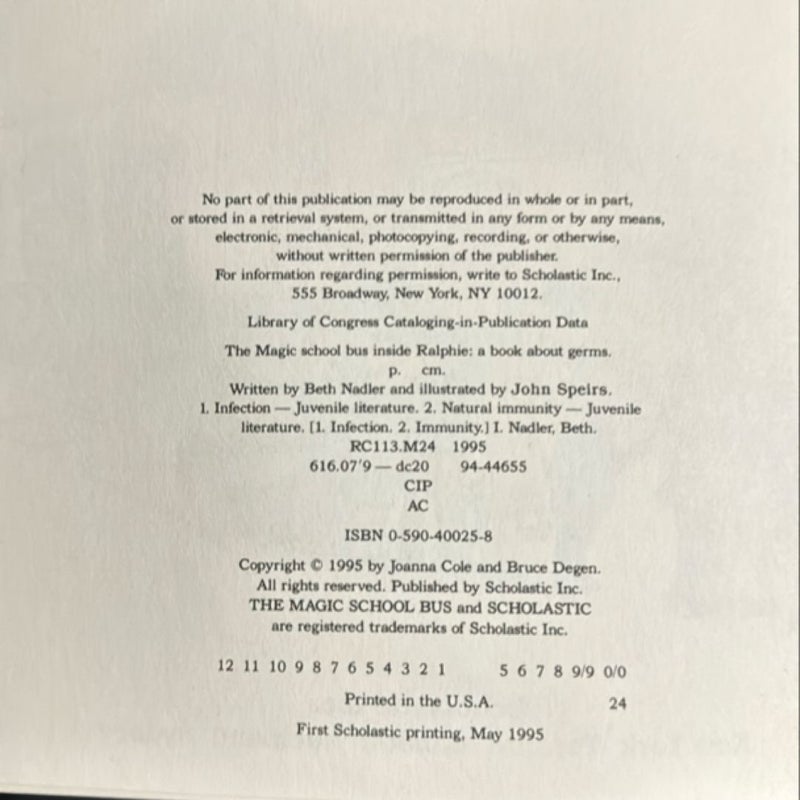 No part of this publication may be reproduced in whole or in part,
or stored in a retrieval system, or transmitted in any form or by any means,
electronic, mechanical, photocopying, recording, or otherwise,
without written permission of the publisher.
For information regarding permission, write to Scholastic Inc.,
555 Broadway, New York, NY 10012.
Library of Congress Cataloging-in-Publication Data
The Magic school bus inside Ralphie: a book about germs.
p. cm.
Written by Beth Nadler and illustrated by John Speirs.
1. Infection — Juvenile literature. 2. Natural immunity — Juvenile
literature. [1. Infection. 2. Immunity.] I. Nadler, Beth.
RC113.M24 1995
616.07'9 — dc20 94-44655
CIP
AC
ISBN 0-590-40025-8
Copyright © 1995 by Joanna Cole and Bruce Degen.
All rights reserved. Published by Scholastic Inc.
THE MAGIC SCHOOL BUS and SCHOLASTIC
are registered trademarks of Scholastic Inc.
12 11 10 9 8 7 6 5 4 3 2 1 5 6 7 8 9/9 0/0
Printed in the U.S.A. 24
First Scholastic printing, May 1995